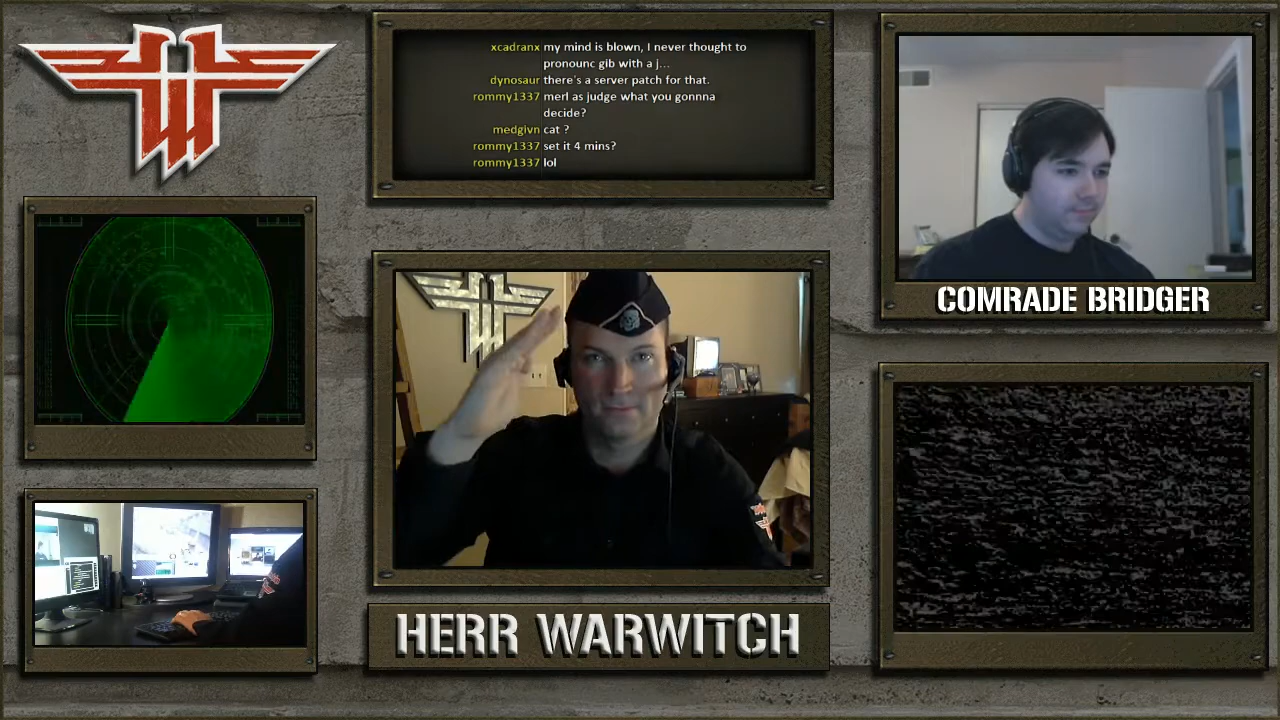 xcadranx my mind is blown, I never thought to
pronounc gib with a j...
dynosaur there's a server patch for that.
rommy1337 merl as judge what you gonnna
decide?
medgivn cat ?
rommy1337 set it 4 mins?
rommy1337 lol
COMRADE BRIDGER
HERR WARWITCH